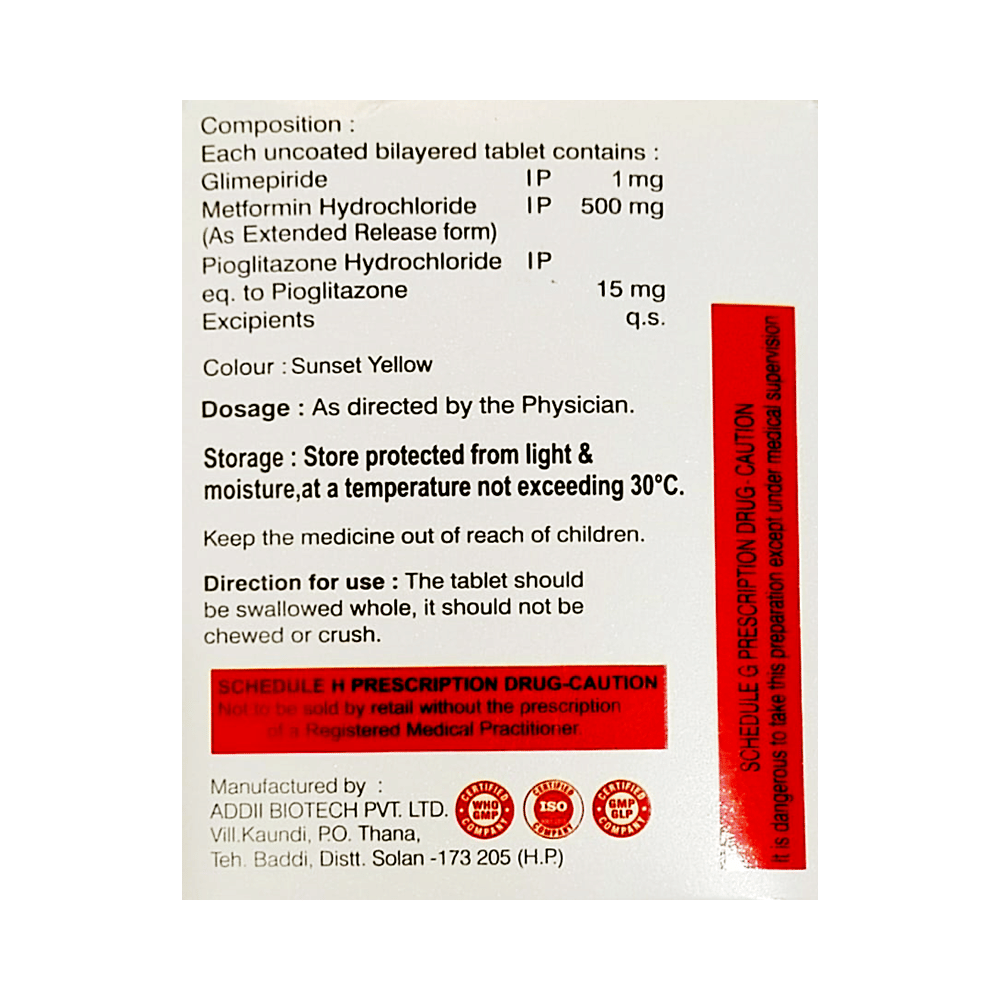 Composition :
Each uncoated bilayered tablet contains :
Glimepiride IP 1 mg
Metformin Hydrochloride IP 500 mg
(As Extended Release form)
Pioglitazone Hydrochloride IP
eq. to Pioglitazone 15 mg
Excipients q.s.
Colour : Sunset Yellow
Dosage : As directed by the Physician.
Storage : Store protected from light &
moisture,at a temperature not exceeding 30°C.
Keep the medicine out of reach of children.
Direction for use : The tablet should
be swallowed whole, it should not be
chewed or crush.
SCHEDULE H PRESCRIPTION DRUG-CAUTION
Not to be sold by retail without the prescription
of a Registered Medical Practitioner.
Manufactured by :
ADDII BIOTECH PVT. LTD.
Vill.Kaundi, P.O. Thana,
Teh. Baddi, Distt. Solan -173 205 (H.P.)
CERTIFIED
WHO
GMP
COMPANY
CERTIFIED
ISO
COMPANY
CERTIFIED
GMP
GLP
COMPANY
SCHEDULE G PRESCRIPTION DRUG- CAUTION
It is dangerous to take this preparation except under medical supervision